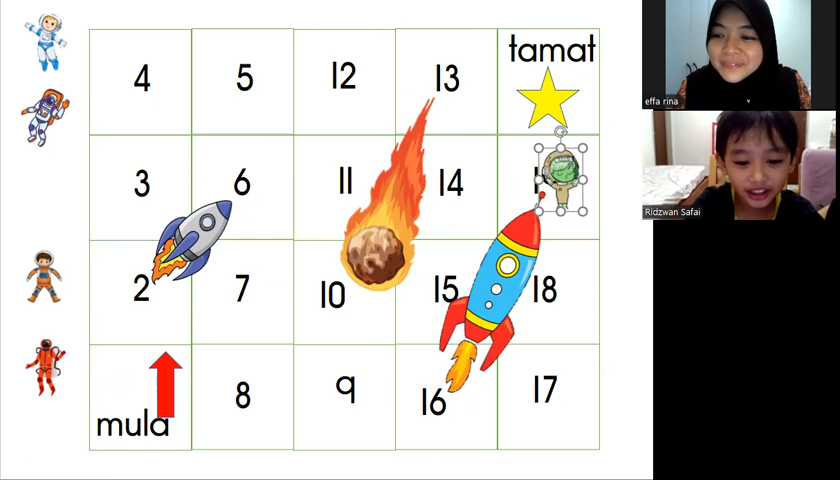 tamat
4 5 12 13
3 6 11 14
2 7 10 15 18
8 9 16 17
mula
effa rina
Ridzwan Safai